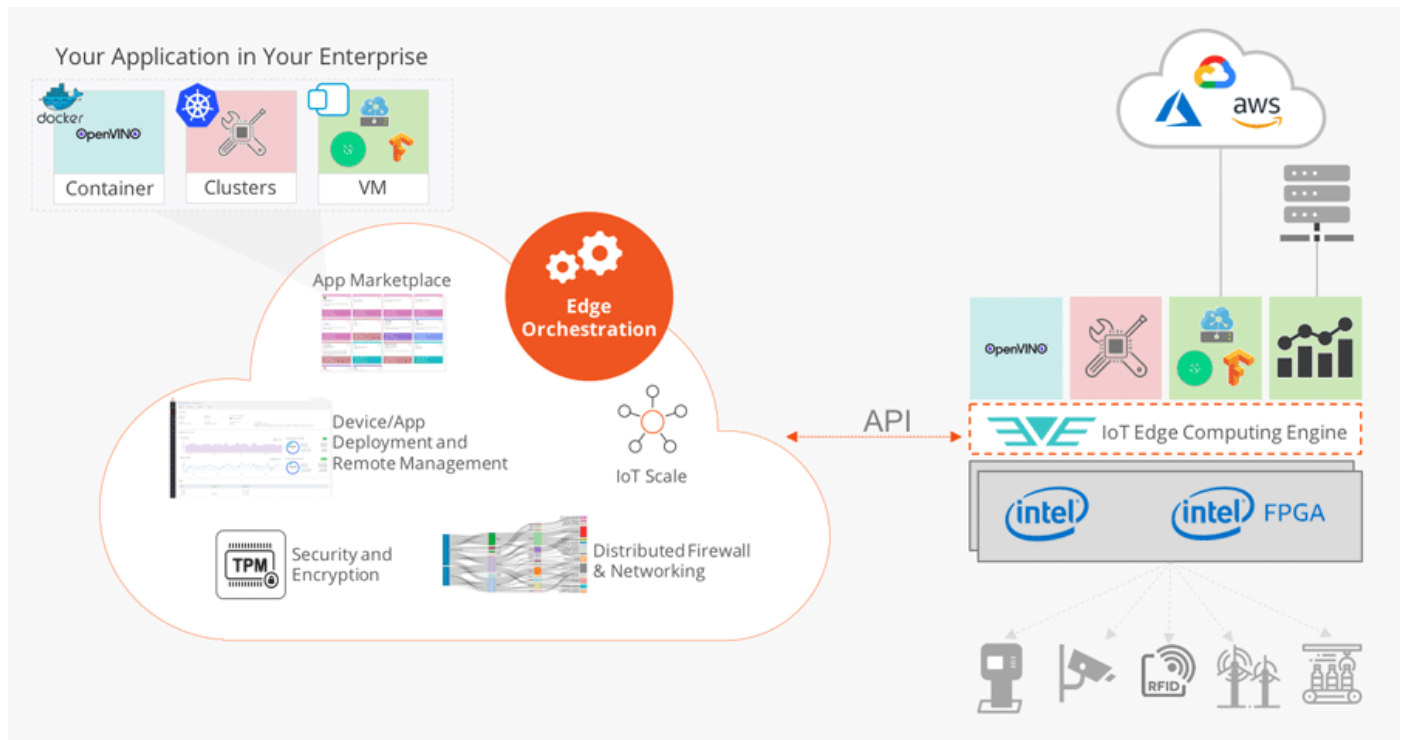 Your Application in Your Enterprise
docker
OpenVINO
Container
Clusters
N
VM
App Marketplace
Edge
Orchestration
Device/App
Deployment and
Remote Management
IoT Scale
TPM
Security and
Encryption
Distributed Firewall
& Networking
API
aws
OpenVINO
N
EVE
IoT Edge Computing Engine
intel
intel FPGA
RFID